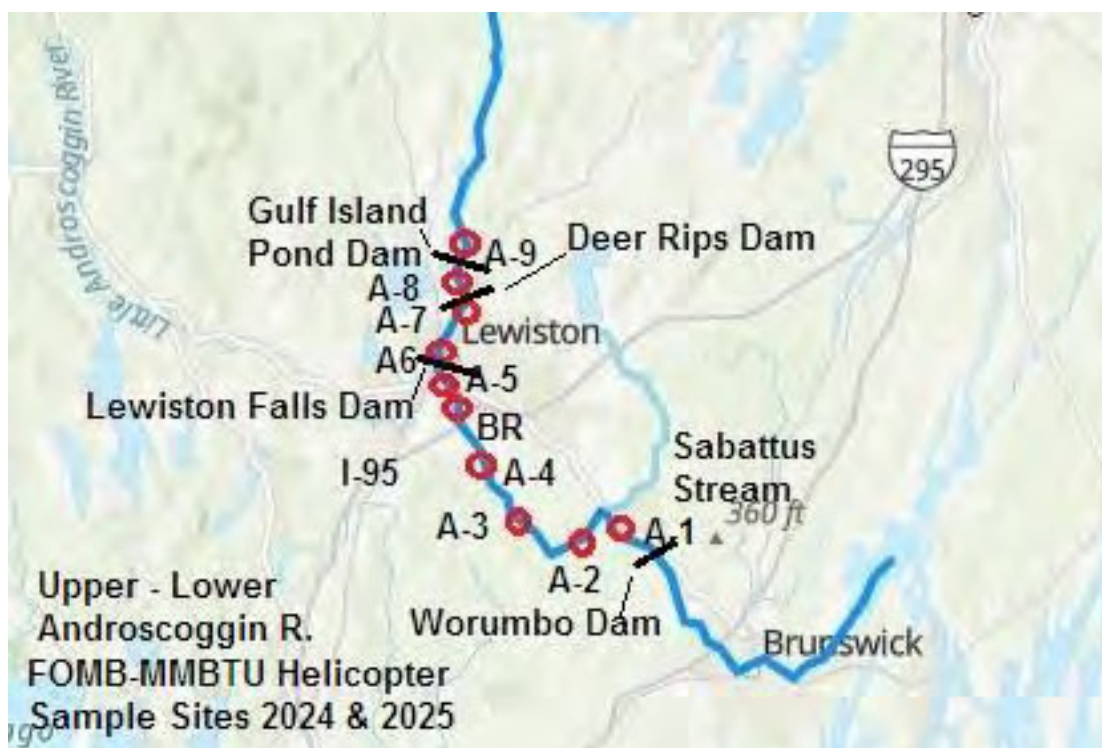 Little Androscoggin River
295
Gulf Island
Pond Dam
A-9
Deer Rips Dam
A-8
A-7
Lewiston
A6
A-5
Lewiston Falls Dam
BR
I-95
A-4
Sabattus
Stream
360 ft
A-3
A-1
A-2
Worumbo Dam
Upper - Lower
Androscoggin R.
Brunswick
FOMB-MMBTU Helicopter
Sample Sites 2024 & 2025
ago